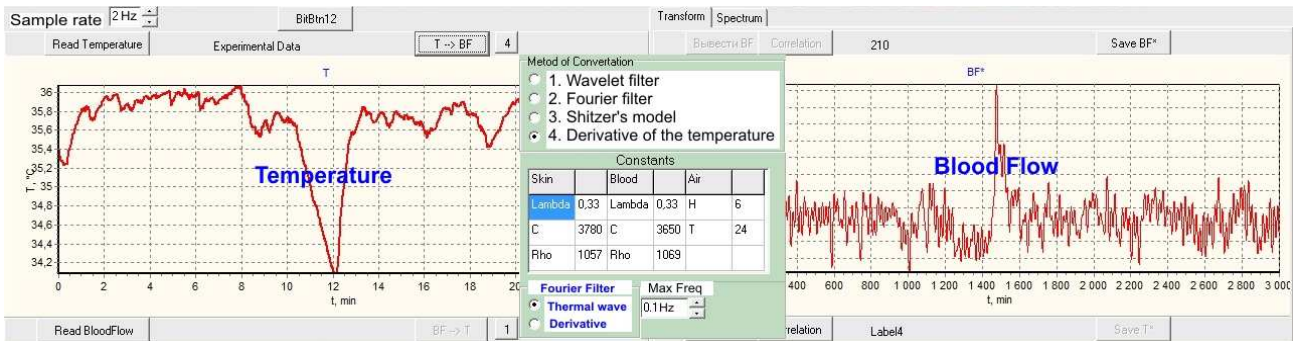 Sample rate 2 Hz BitBtn12 Transform Spectrum
Read Temperature Experimental Data T --> BF 4 Вывести BF Correlation 210 Save BF*
Metod of Convertation
1. Wavelet filter
2. Fourier filter
3. Shitzer's model
4. Derivative of the temperature
T
36
35,8
35,6
35,4
35,2
35
34,8
34,6
34,4
34,2
T, °C
Temperature
0 2 4 6 8 10 12 14 16 18 20
t, min
Constants
Skin Blood Air
Lambda 0,33 Lambda 0,33 H 6
C 3780 C 3650 T 24
Rho 1057 Rho 1069
Fourier Filter Max Freq
Thermal wave 0.1Hz
Derivative
BF*
Blood Flow
400 600 800 1 000 1 200 1 400 1 600 1 800 2 000 2 200 2 400 2 600 2 800 3 000
t, min
Read BloodFlow BF --> T 1 rrelation Label4 Save T*